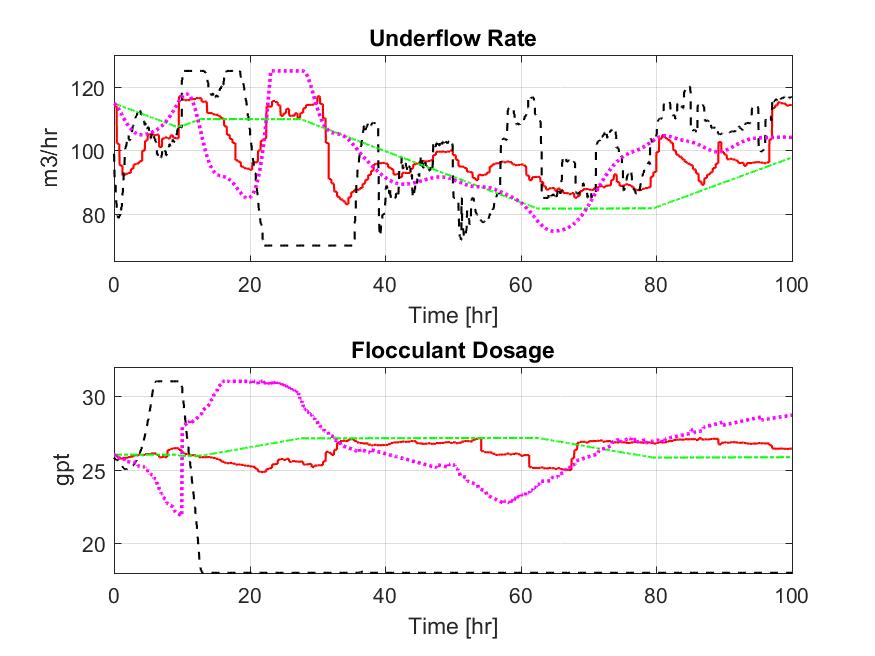 Underflow Rate
120
100
80
m3/hr
0 20 40 60 80 100
Time [hr]
Flocculant Dosage
30
25
20
gpt
0 20 40 60 80 100
Time [hr]